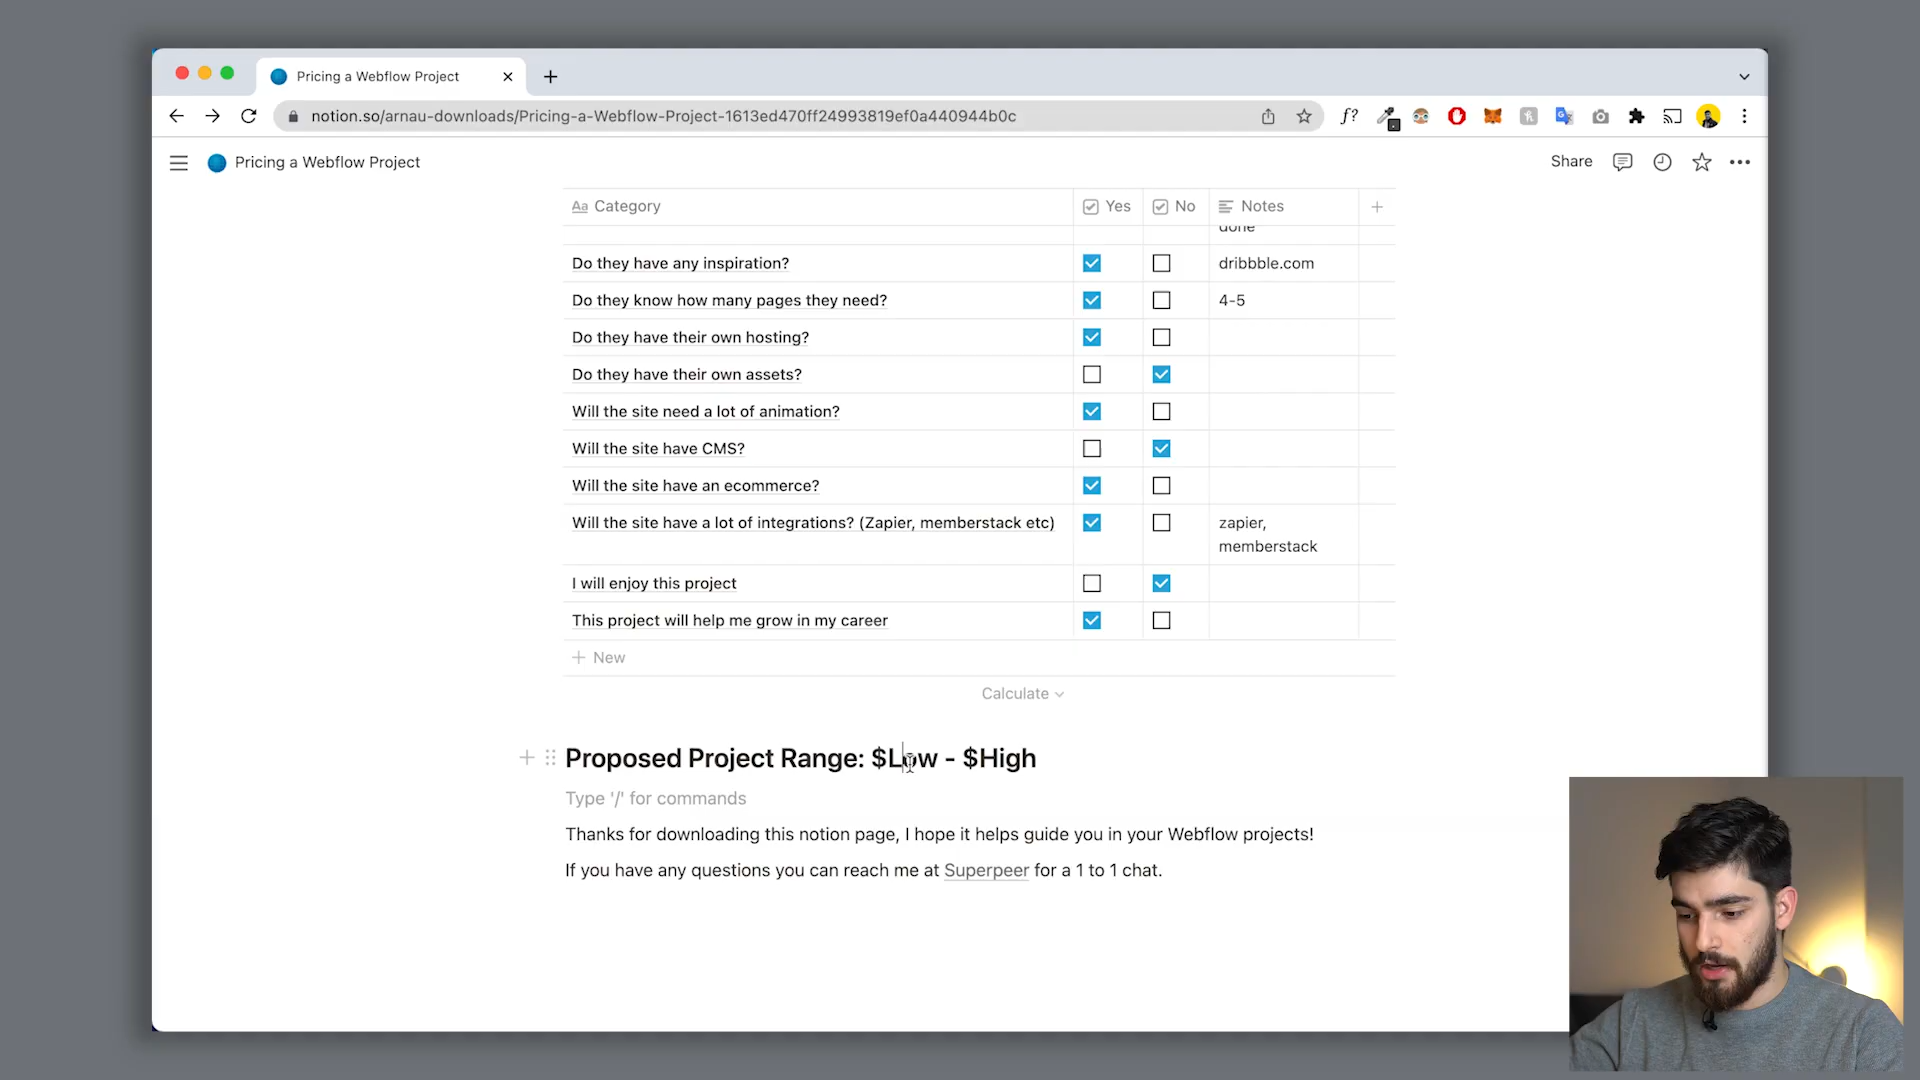 Pricing a Webflow Project
notion.so/arnau-downloads/Pricing-a-Webflow-Project-1613ed470ff24993819ef0a440944b0c
f?
Pricing a Webflow Project
Share
Aa Category
Yes
No
Notes
done
Do they have any inspiration?
dribbble.com
Do they know how many pages they need?
4-5
Do they have their own hosting?
Do they have their own assets?
Will the site need a lot of animation?
Will the site have CMS?
Will the site have an ecommerce?
Will the site have a lot of integrations? (Zapier, memberstack etc)
zapier,
memberstack
I will enjoy this project
This project will help me grow in my career
+ New
Calculate
Proposed Project Range: $Low - $High
Type '/' for commands
Thanks for downloading this notion page, I hope it helps guide you in your Webflow projects!
If you have any questions you can reach me at Superpeer for a 1 to 1 chat.